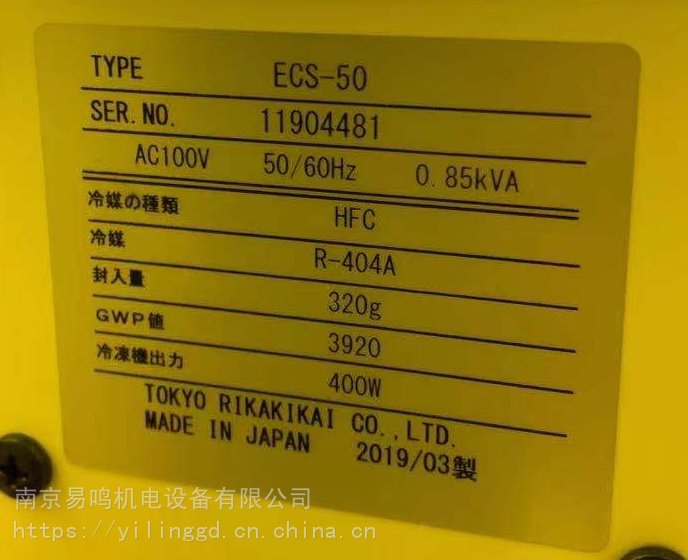 TYPE ECS-50
SER.NO. 11904481
AC100V 50/60Hz 0.85kVA
冷媒の種類 HFC
冷媒 R-404A
封入量 320g
GWP値 3920
冷凍機出力 400W
TOKYO RIKAKIKAI CO.,LTD.
MADE IN JAPAN 2019/03製
南京易鸣机电设备有限公司
https://yilinggd.cn.china.cn